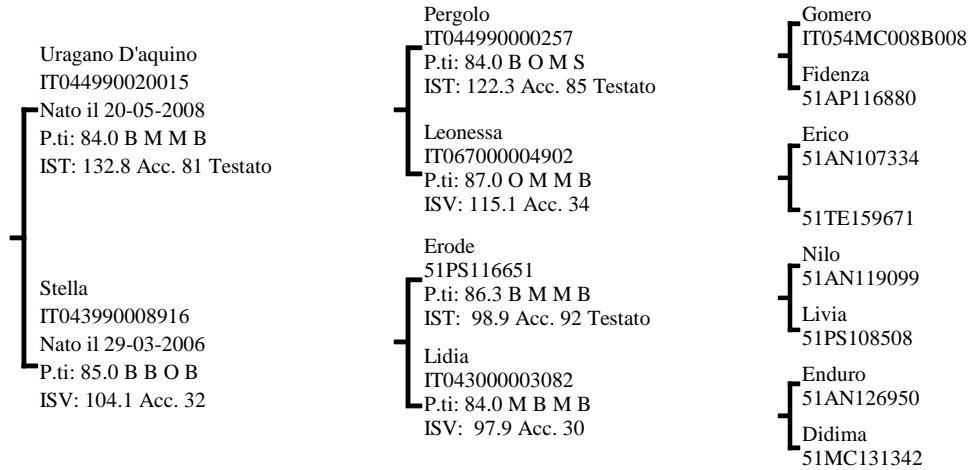 Uragano D'aquino
IT044990020015
Nato il 20-05-2008
P.ti: 84.0 B M M B
IST: 132.8 Acc. 81 Testato
Stella
IT043990008916
Nato il 29-03-2006
P.ti: 85.0 B B O B
ISV: 104.1 Acc. 32
Pergolo
IT044990000257
P.ti: 84.0 B O M S
IST: 122.3 Acc. 85 Testato
Leonessa
IT067000004902
P.ti: 87.0 O M M B
ISV: 115.1 Acc. 34
Erode
51PS116651
P.ti: 86.3 B M M B
IST:  98.9 Acc. 92 Testato
Lidia
IT043000003082
P.ti: 84.0 M B M B
ISV:  97.9 Acc. 30
Gomero
IT054MC008B008
Fidenza
51AP116880
Erico
51AN107334
51TE159671
Nilo
51AN119099
Livia
51PS108508
Enduro
51AN126950
Didima
51MC131342